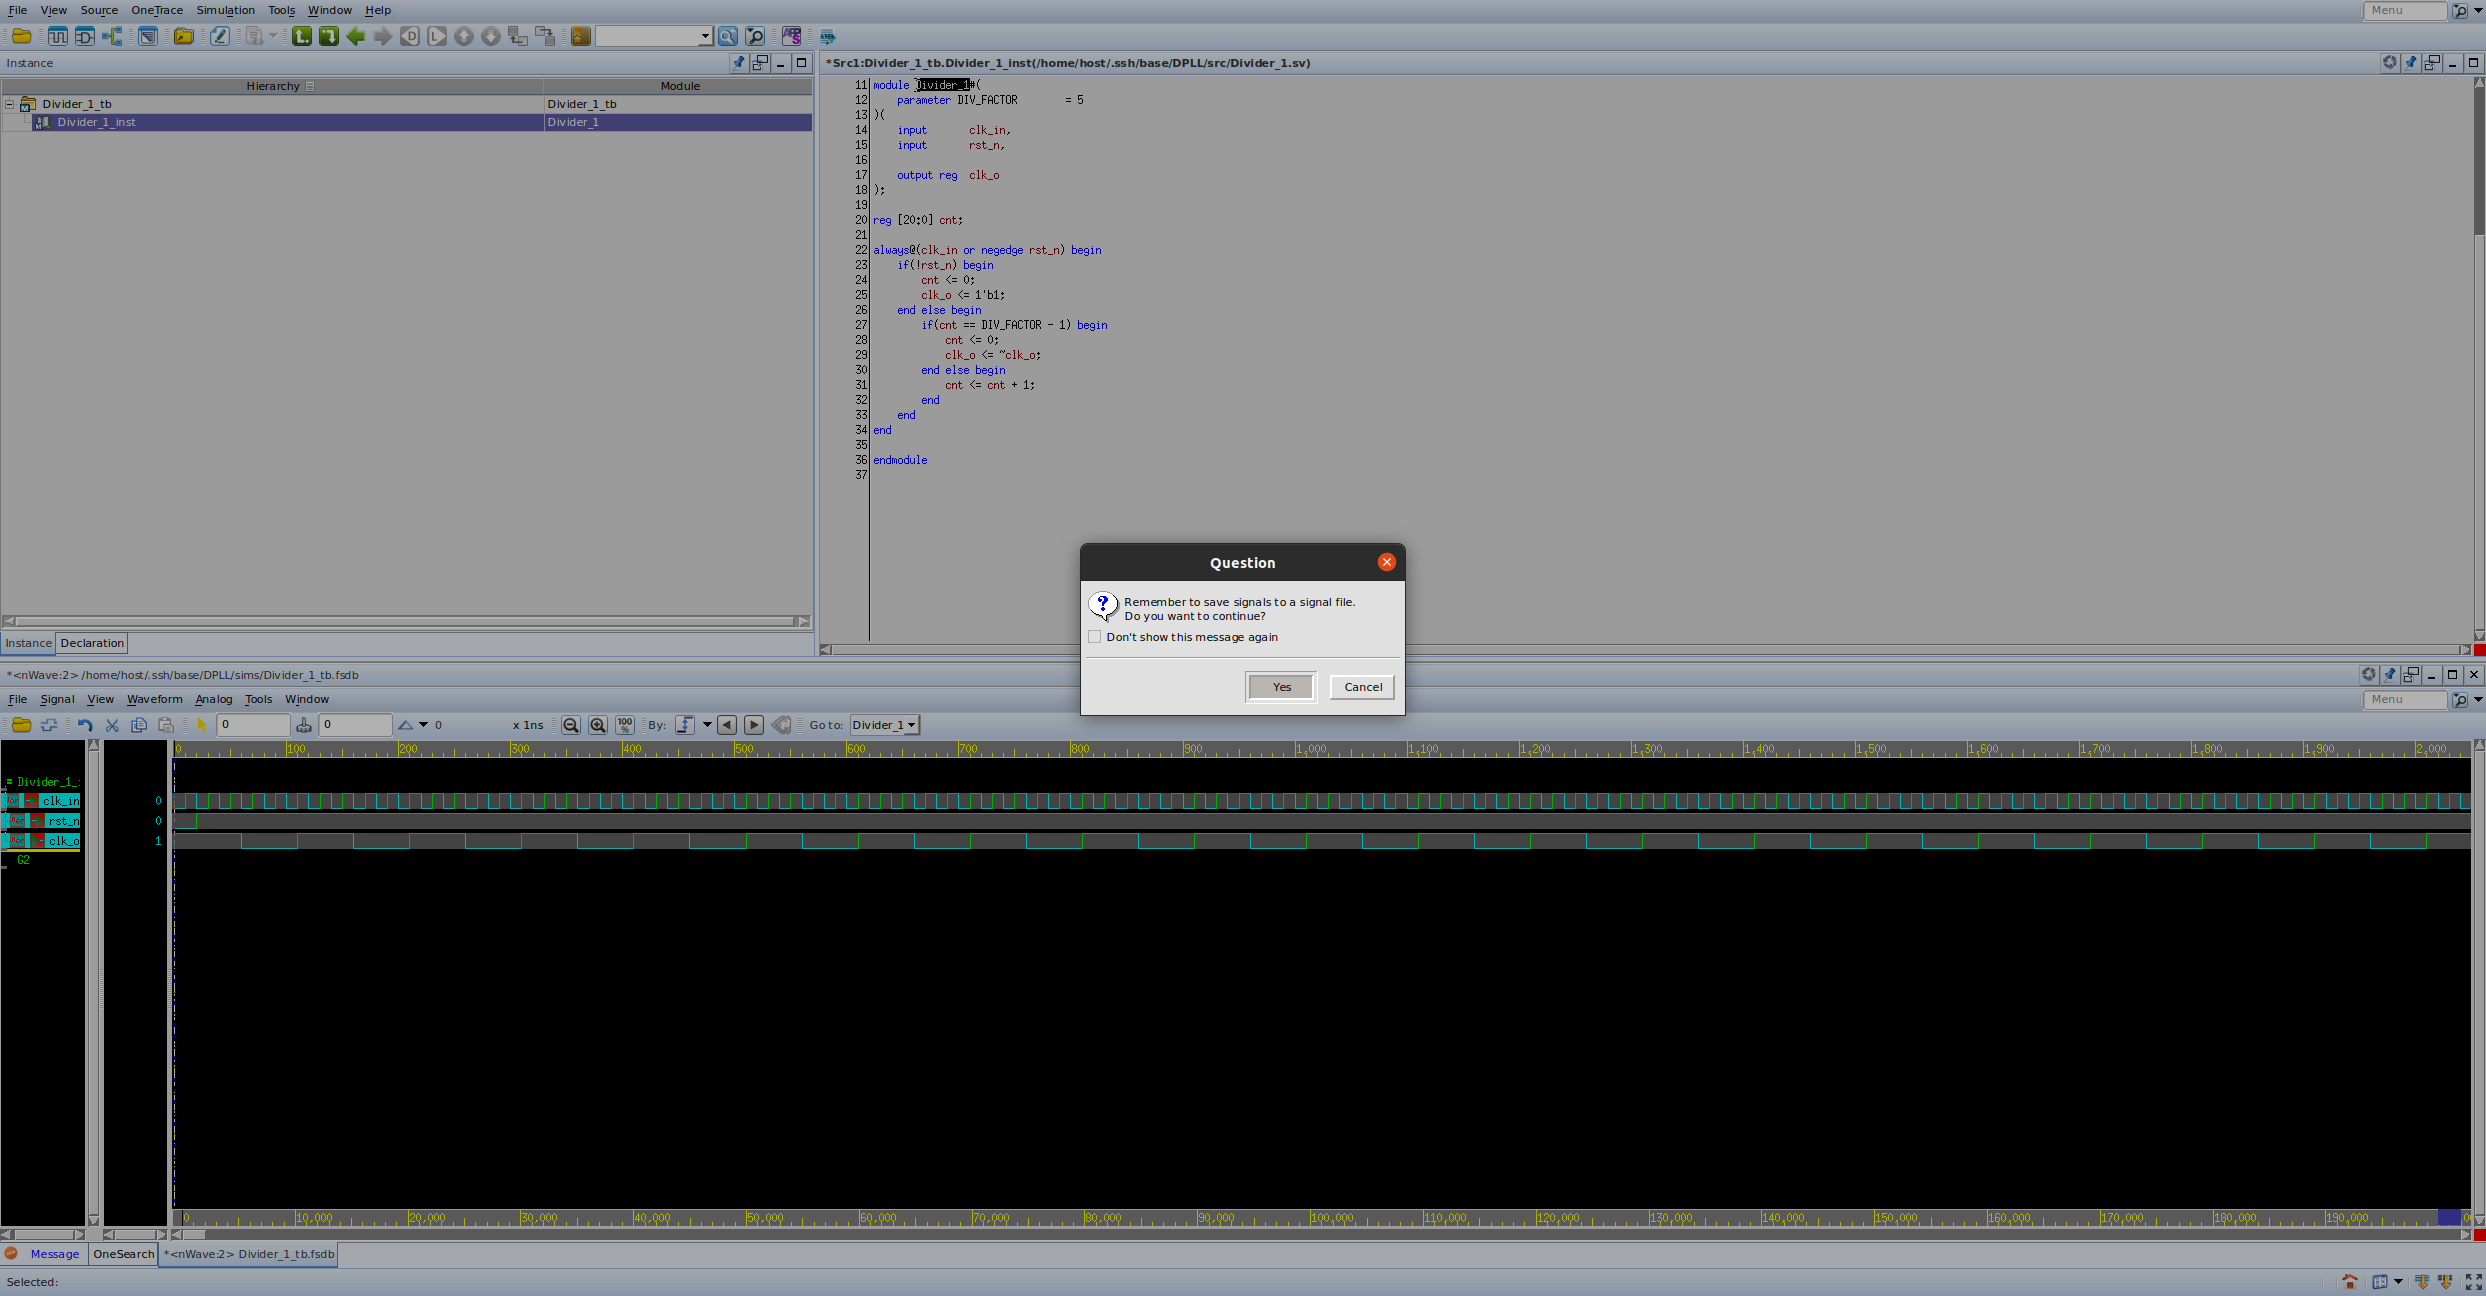 File View Source OneTrace Simulation Tools Window Help Menu
Instance
Hierarchy Module
Divider_1_tb Divider_1_tb
Divider_1_inst Divider_1
Instance Declaration
*Src1:Divider_1_tb.Divider_1_inst(/home/host/.ssh/base/DPLL/src/Divider_1.sv)
11 module Divider_1#(
12 parameter DIV_FACTOR = 5
13 )(
14 input clk_in,
15 input rst_n,
16
17 output reg clk_o
18 );
19
20 reg [20:0] cnt;
21
22 always@(clk_in or negedge rst_n) begin
23 if(!rst_n) begin
24 cnt <= 0;
25 clk_o <= 1'b1;
26 end else begin
27 if(cnt == DIV_FACTOR - 1) begin
28 cnt <= 0;
29 clk_o <= ~clk_o;
30 end else begin
31 cnt <= cnt + 1;
32 end
33 end
34 end
35
36 endmodule
37
Question
Remember to save signals to a signal file.
Do you want to continue?
Don't show this message again
Yes Cancel
*<nWave:2> /home/host/.ssh/base/DPLL/sims/Divider_1_tb.fsdb
File Signal View Waveform Analog Tools Window Menu
0 0 0 x 1ns 100 % By: Go to: Divider_1
0 100 200 300 400 500 600 700 800 900 1,000 1,100 1,200 1,300 1,400 1,500 1,600 1,700 1,800 1,900 2,000
= Divider_1_
clk_in 0
rst_n 0
clk_o 1
G2
0 10,000 20,000 30,000 40,000 50,000 60,000 70,000 80,000 90,000 100,000 110,000 120,000 130,000 140,000 150,000 160,000 170,000 180,000 190,000
Message OneSearch *<nWave:2> Divider_1_tb.fsdb
Selected: